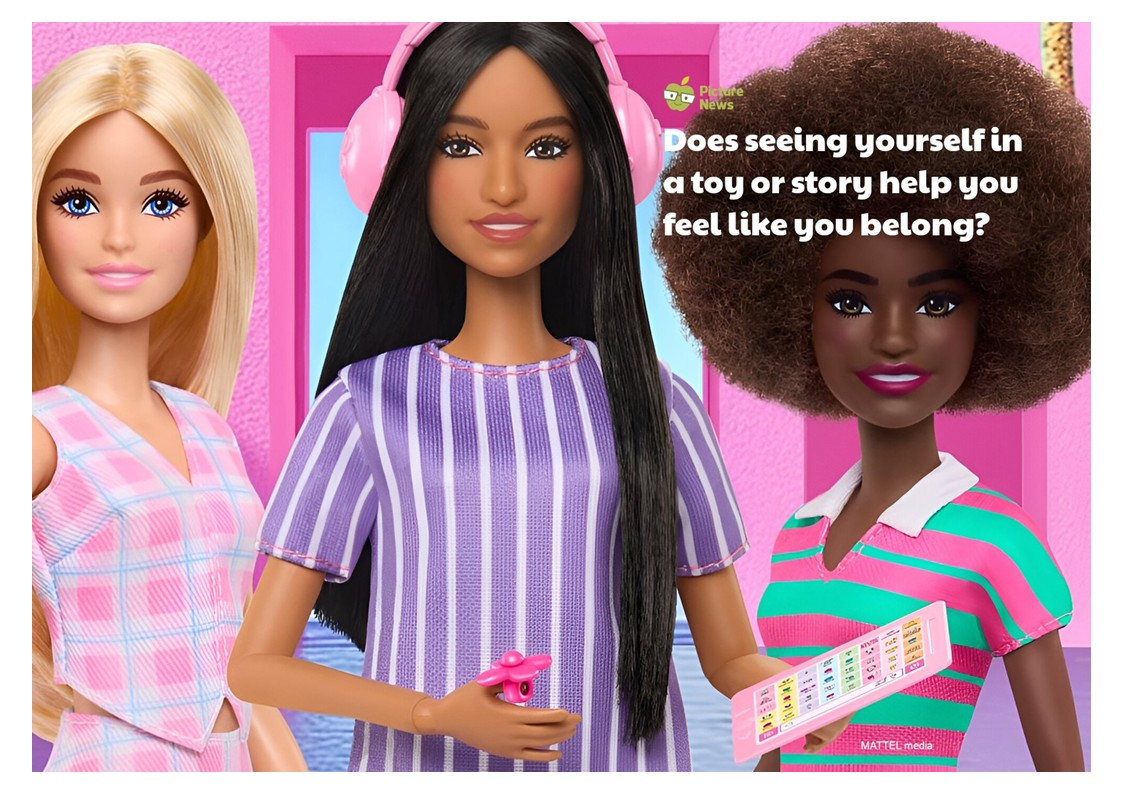 Picture
News
Does seeing yourself in
a toy or story help you
feel like you belong?
MATTEL media